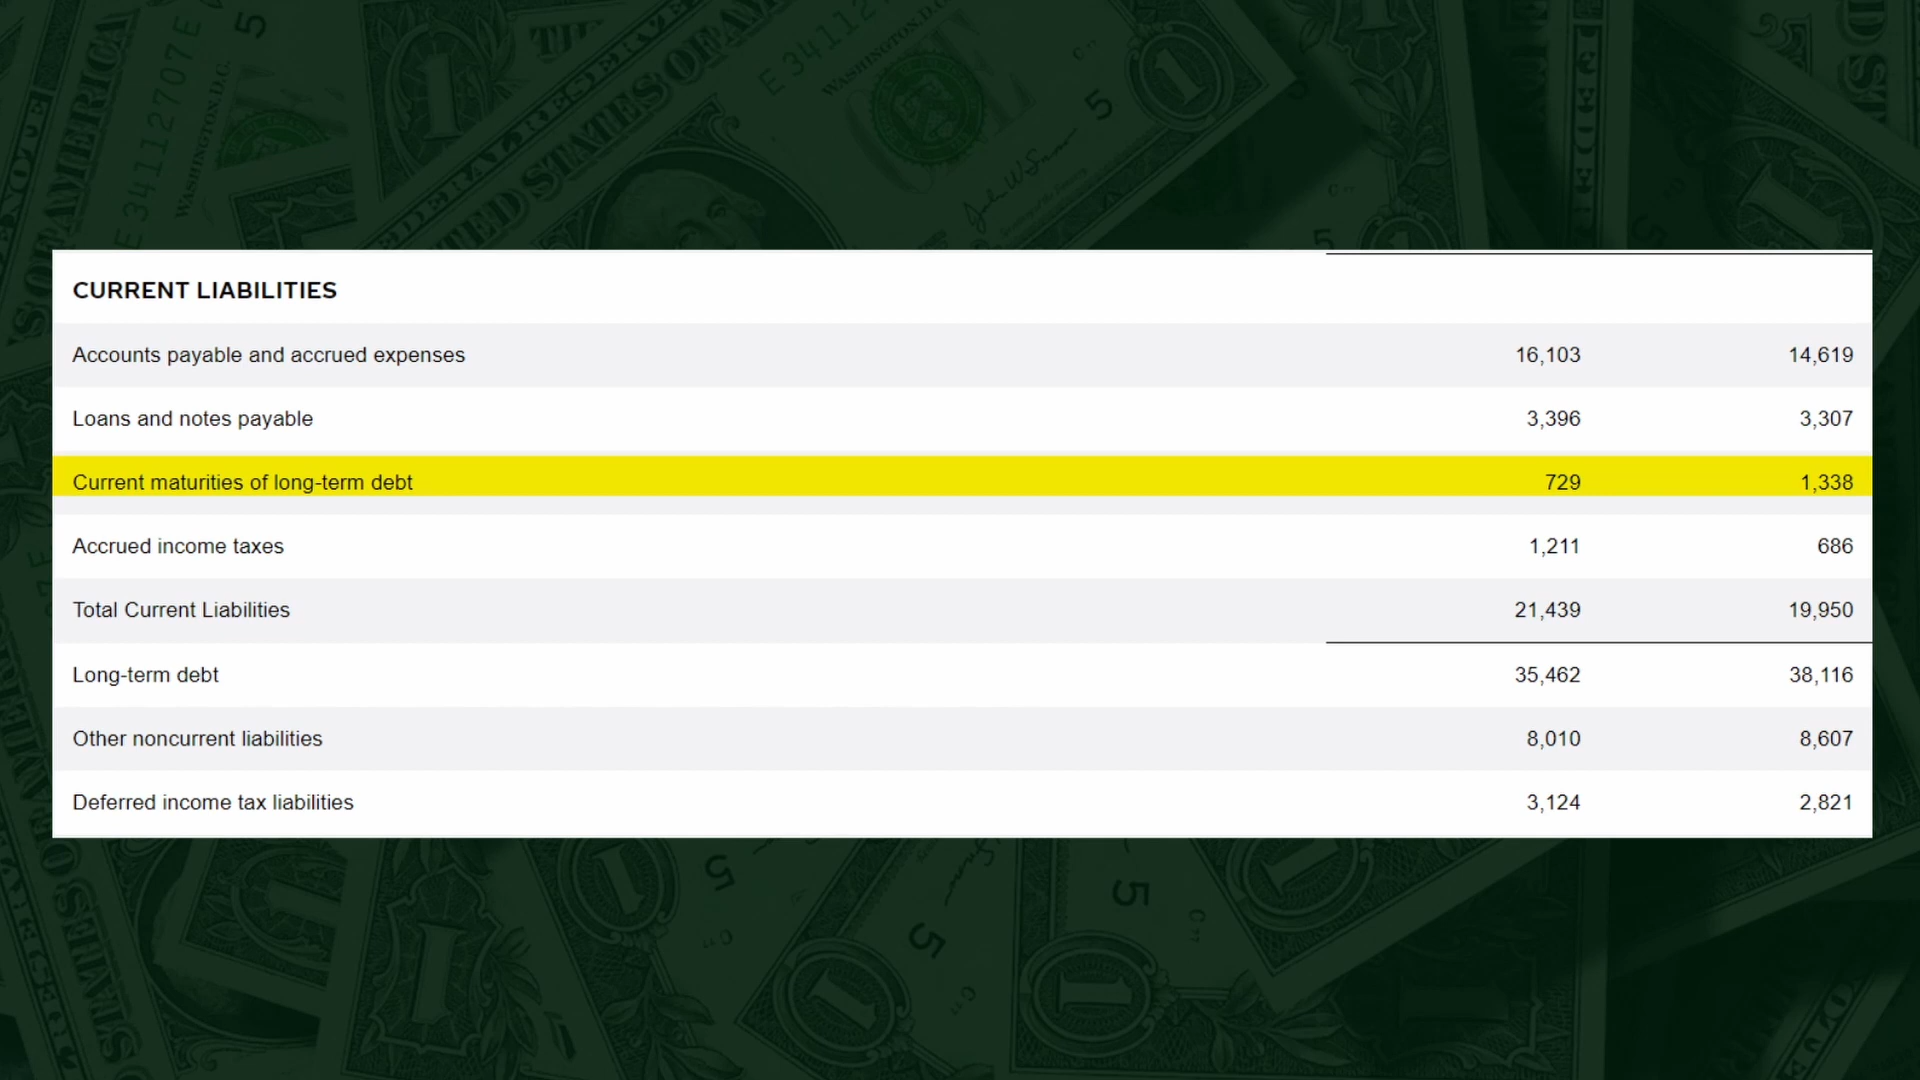 CURRENT LIABILITIES
Accounts payable and accrued expenses 16,103 14,619
Loans and notes payable 3,396 3,307
Current maturities of long-term debt 729 1,338
Accrued income taxes 1,211 686
Total Current Liabilities 21,439 19,950
Long-term debt 35,462 38,116
Other noncurrent liabilities 8,010 8,607
Deferred income tax liabilities 3,124 2,821